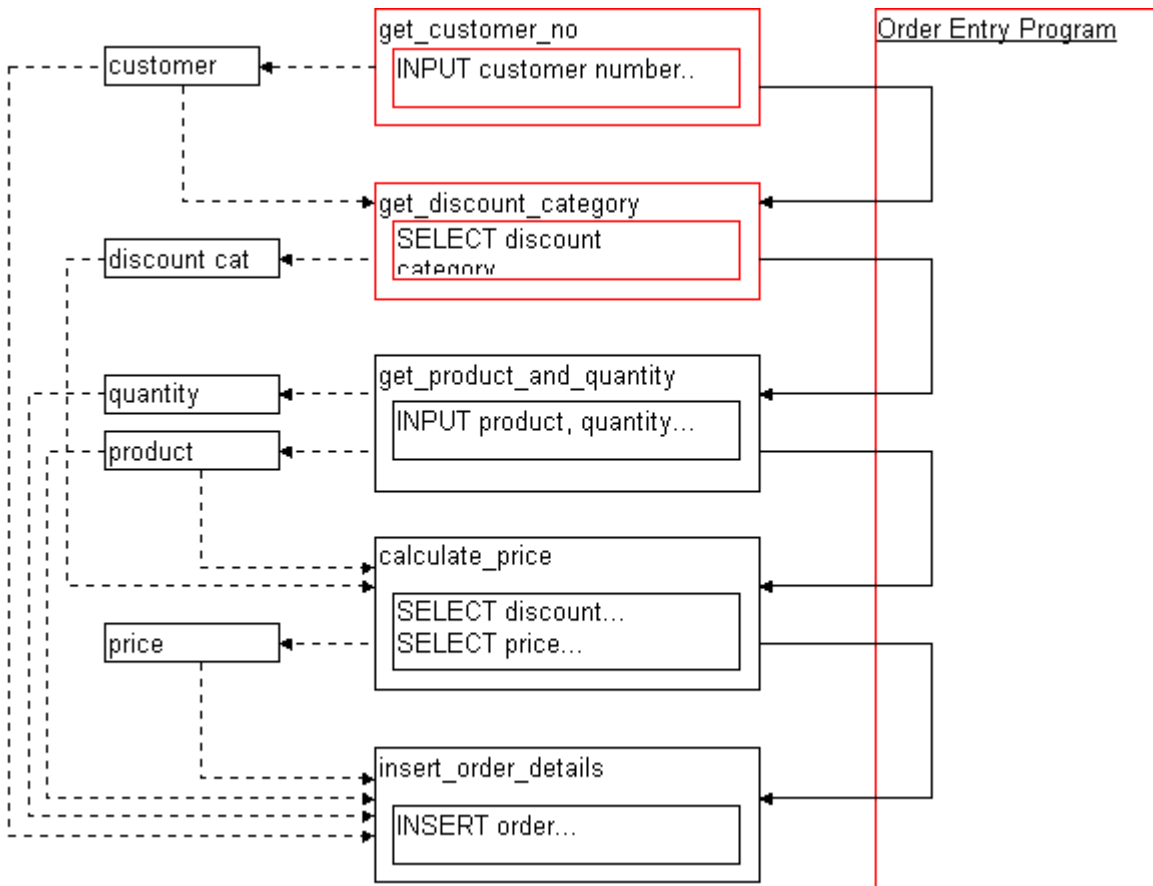 get_customer_no
Order Entry Program
customer
INPUT customer number..
get_discount_category
SELECT discount
category
discount cat
get_product_and_quantity
quantity
INPUT product, quantity...
product
calculate_price
SELECT discount...
SELECT price...
price
insert_order_details
INSERT order...